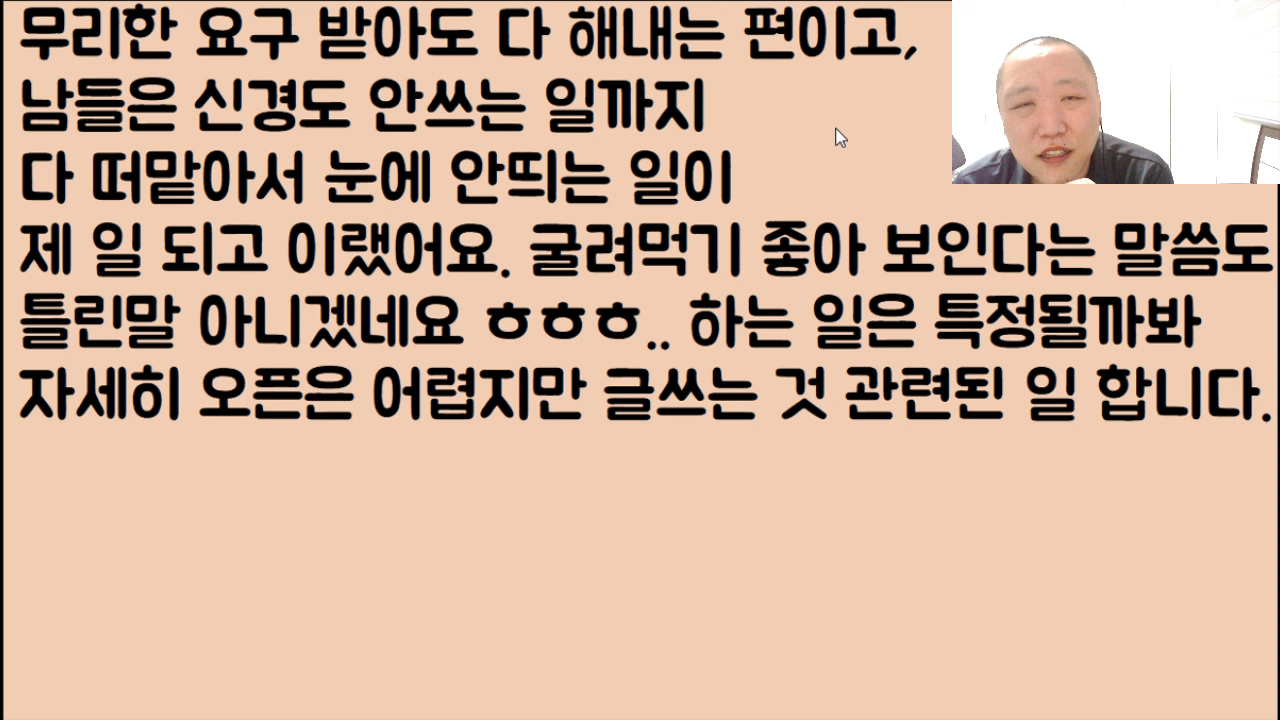 무리한 요구 받아도 다 해내는 편이고,
남들은 신경도 안쓰는 일까지
다 떠맡아서 눈에 안띄는 일이
제 일 되고 이랬어요. 굴려먹기 좋아 보인다는 말씀도
틀린말 아니겠네요 ㅎㅎㅎ.. 하는 일은 특정될까봐
자세히 오픈은 어렵지만 글쓰는 것 관련된 일 합니다.